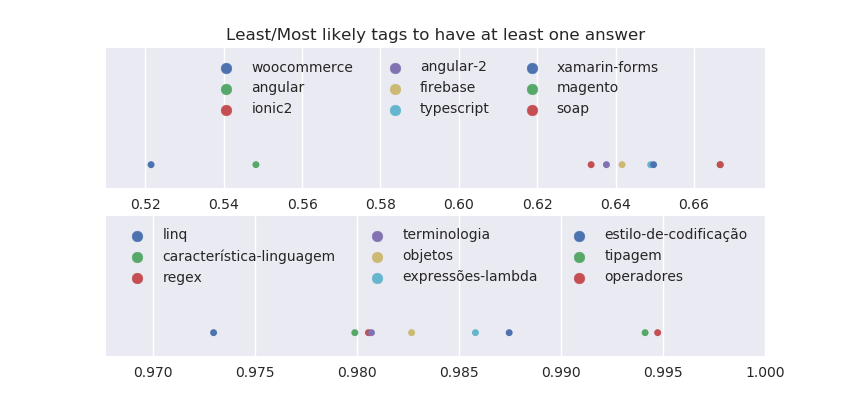 Least/Most likely tags to have at least one answer
woocommerce angular-2 xamarin-forms
angular firebase magento
ionic2 typescript soap
0.52 0.54 0.56 0.58 0.60 0.62 0.64 0.66
linq terminologia estilo-de-codificação
característica-linguagem objetos tipagem
regex expressões-lambda operadores
0.970 0.975 0.980 0.985 0.990 0.995 1.000